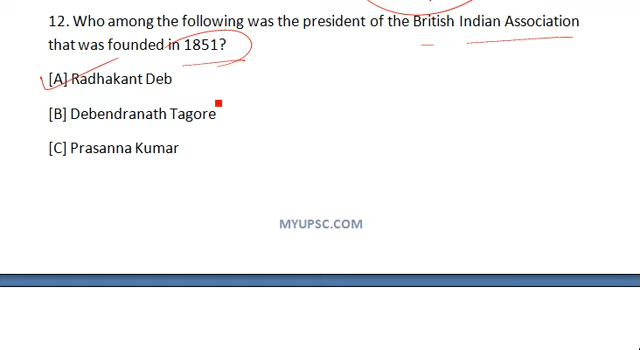 12. Who among the following was the president of the British Indian Association
that was founded in 1851?
[A] Radhakant Deb
[B] Debendranath Tagore
[C] Prasanna Kumar
MYUPSC.COM